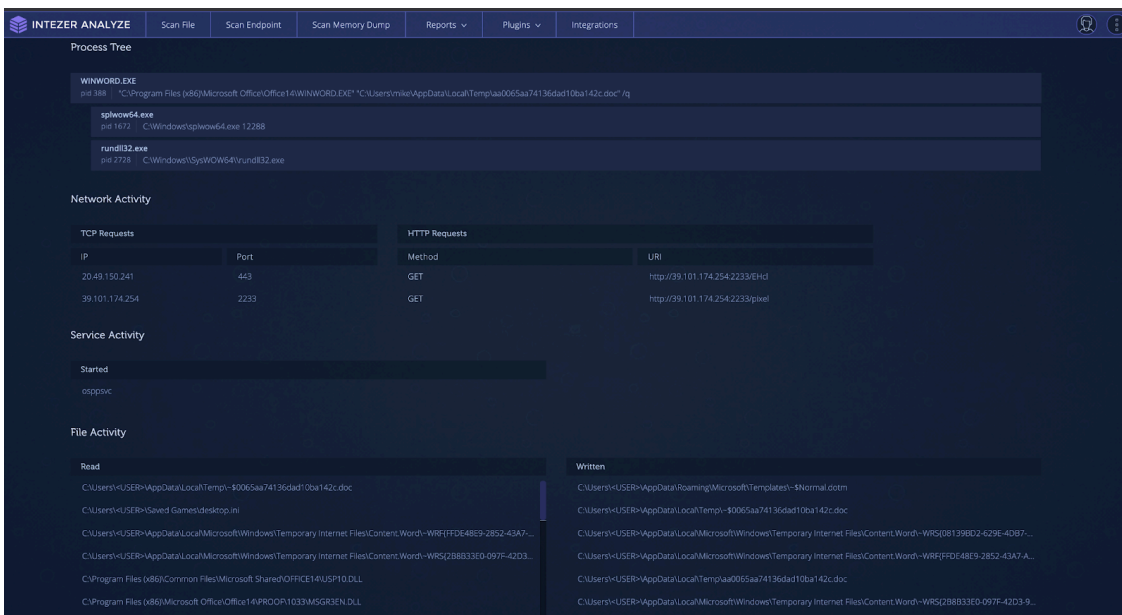 INTEZER ANALYZE Scan File Scan Endpoint Scan Memory Dump Reports Plugins Integrations
Process Tree
WINWORD.EXE
pid 388 "C:\Program Files (x86)\Microsoft Office\Office14\WINWORD.EXE" "C:\Users\mike\AppData\Local\Temp\aa0065aa74136dad10ba142c.doc" /q
splwow64.exe
pid 1672 C:\Windows\splwow64.exe 12288
rundll32.exe
pid 2728 C:\Windows\\SysWOW64\\rundll32.exe
Network Activity
TCP Requests HTTP Requests
IP Port Method URI
20.49.150.241 443 GET http://39.101.174.254:2233/EHcl
39.101.174.254 2233 GET http://39.101.174.254:2233/pixel
Service Activity
Started
osppsvc
File Activity
Read Written
C:\Users\<USER>\AppData\Local\Temp\~$0065aa74136dad10ba142c.doc C:\Users\<USER>\AppData\Roaming\Microsoft\Templates\~$Normal.dotm
C:\Users\<USER>\Saved Games\desktop.ini C:\Users\<USER>\AppData\Local\Temp\~$0065aa74136dad10ba142c.doc
C:\Users\<USER>\AppData\Local\Microsoft\Windows\Temporary Internet Files\Content.Word\~WRF{FFDE48E9-2852-43A7-... C:\Users\<USER>\AppData\Local\Microsoft\Windows\Temporary Internet Files\Content.Word\~WRS{08139BD2-629E-4DB7-...
C:\Users\<USER>\AppData\Local\Microsoft\Windows\Temporary Internet Files\Content.Word\~WRS{2B8B33E0-097F-42D3... C:\Users\<USER>\AppData\Local\Microsoft\Windows\Temporary Internet Files\Content.Word\~WRF{FFDE48E9-2852-43A7-A...
C:\Program Files (x86)\Common Files\Microsoft Shared\OFFICE14\USP10.DLL C:\Users\<USER>\AppData\Local\Temp\aa0065aa74136dad10ba142c.doc
C:\Program Files (x86)\Microsoft Office\Office14\PROOF\1033\MSGR3EN.DLL C:\Users\<USER>\AppData\Local\Microsoft\Windows\Temporary Internet Files\Content.Word\~WRS{2B8B33E0-097F-42D3-9...